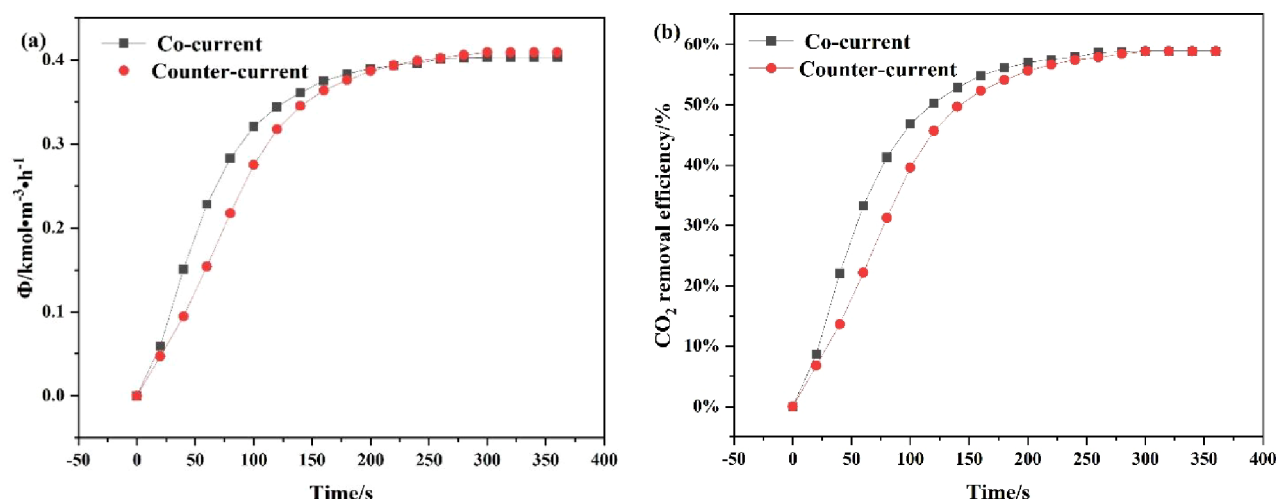 (a)
Co-current
Counter-current
0.4
0.3
0.2
0.1
0.0
Φ/kmol•m⁻³•h⁻¹
-50 0 50 100 150 200 250 300 350 400
Time/s
(b)
Co-current
Counter-current
60%
50%
40%
30%
20%
10%
0%
CO₂ removal efficiency/%
-50 0 50 100 150 200 250 300 350 400
Time/s